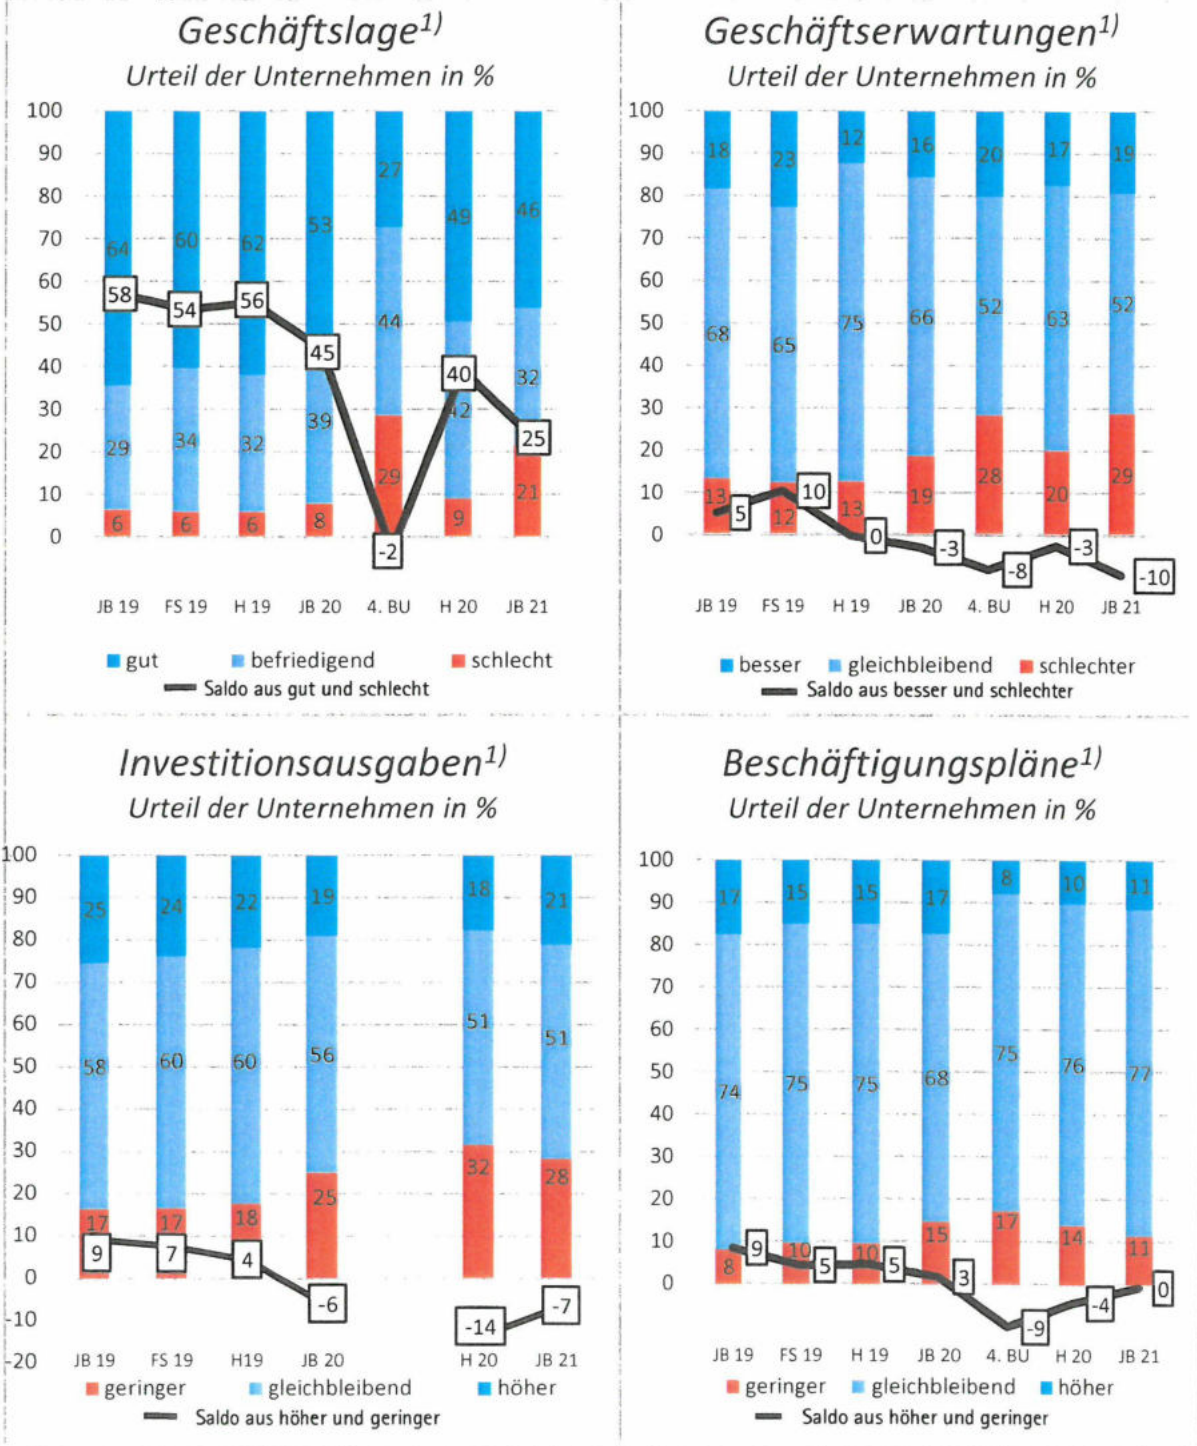 Geschäftslage1)
Urteil der Unternehmen in %
100
90
80
70
60
50
40
30
20
10
0
64 60 62 53 27 49 46
58 54 56 45 -2 40 25
29 34 32 39 44 42 32
6 6 6 8 29 9 21
JB 19 FS 19 H 19 JB 20 4. BU H 20 JB 21
gut befriedigend schlecht
Saldo aus gut und schlecht
Geschäftserwartungen1)
Urteil der Unternehmen in %
100
90
80
70
60
50
40
30
20
10
0
18 23 12 16 20 17 19
68 65 75 66 52 63 52
13 12 13 19 28 20 29
5 10 0 -3 -8 -3 -10
JB 19 FS 19 H 19 JB 20 4. BU H 20 JB 21
besser gleichbleibend schlechter
Saldo aus besser und schlechter
Investitionsausgaben1)
Urteil der Unternehmen in %
100
90
80
70
60
50
40
30
20
10
0
-10
-20
25 24 22 19 18 21
58 60 60 56 51 51
17 17 18 25 32 28
9 7 4 -6 -14 -7
JB 19 FS 19 H19 JB 20 H 20 JB 21
geringer gleichbleibend höher
Saldo aus höher und geringer
Beschäftigungspläne1)
Urteil der Unternehmen in %
100
90
80
70
60
50
40
30
20
10
0
17 15 15 17 8 10 11
74 75 75 68 75 76 77
8 10 10 15 17 14 11
9 5 5 3 -9 -4 0
JB 19 FS 19 H 19 JB 20 4. BU H 20 JB 21
geringer gleichbleibend höher
Saldo aus höher und geringer